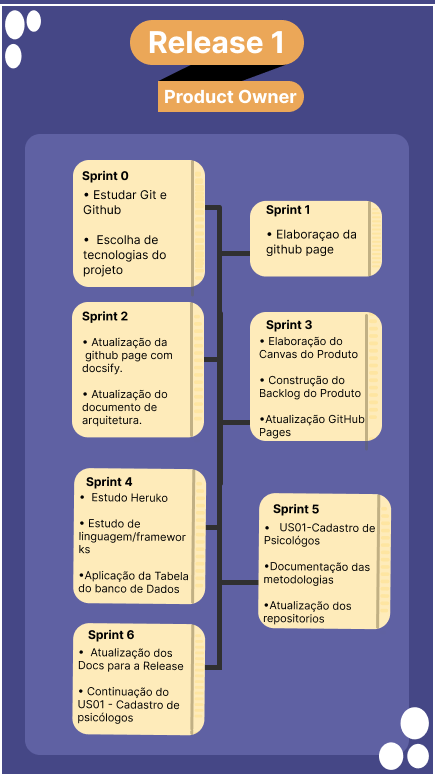 Release 1
Product Owner
Sprint 0
• Estudar Git e
Github
• Escolha de
tecnologias do
projeto
Sprint 1
• Elaboraçao da
github page
Sprint 2
• Atualização da
github page com
docsify.
• Atualização do
documento de
arquitetura.
Sprint 3
• Elaboração do
Canvas do Produto
• Construção do
Backlog do Produto
•Atualização GitHub
Pages
Sprint 4
• Estudo Heruko
• Estudo de
linguagem/framewor
ks
•Aplicação da Tabela
do banco de Dados
Sprint 5
• US01-Cadastro de
Psicológos
•Documentação das
metodologias
•Atualização dos
repositorios
Sprint 6
• Atualização dos
Docs para a Release
• Continuação do
US01 - Cadastro de
psicólogos